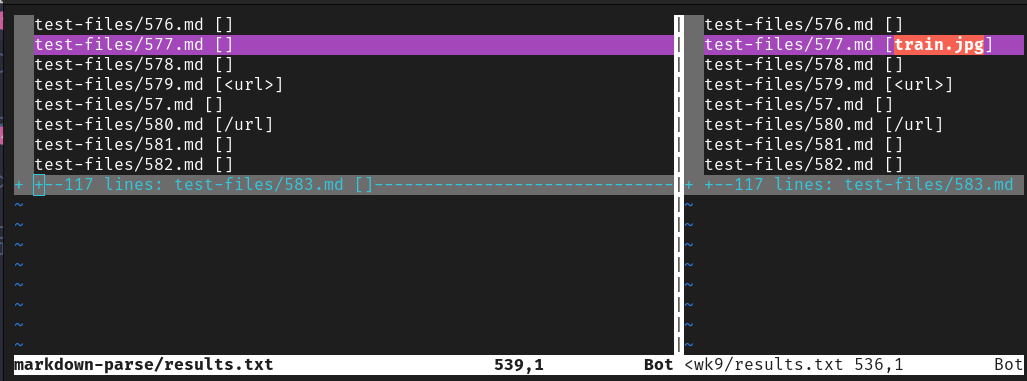 test-files/576.md []
test-files/577.md []
test-files/578.md []
test-files/579.md [<url>]
test-files/57.md []
test-files/580.md [/url]
test-files/581.md []
test-files/582.md []
+ +--117 lines: test-files/583.md []------------------------------
~
~
~
~
~
~
~
~
markdown-parse/results.txt 539,1 Bot
test-files/576.md []
test-files/577.md [train.jpg]
test-files/578.md []
test-files/579.md [<url>]
test-files/57.md []
test-files/580.md [/url]
test-files/581.md []
test-files/582.md []
+ +--117 lines: test-files/583.md
~
~
~
~
~
~
~
~
<wk9/results.txt 536,1 Bot